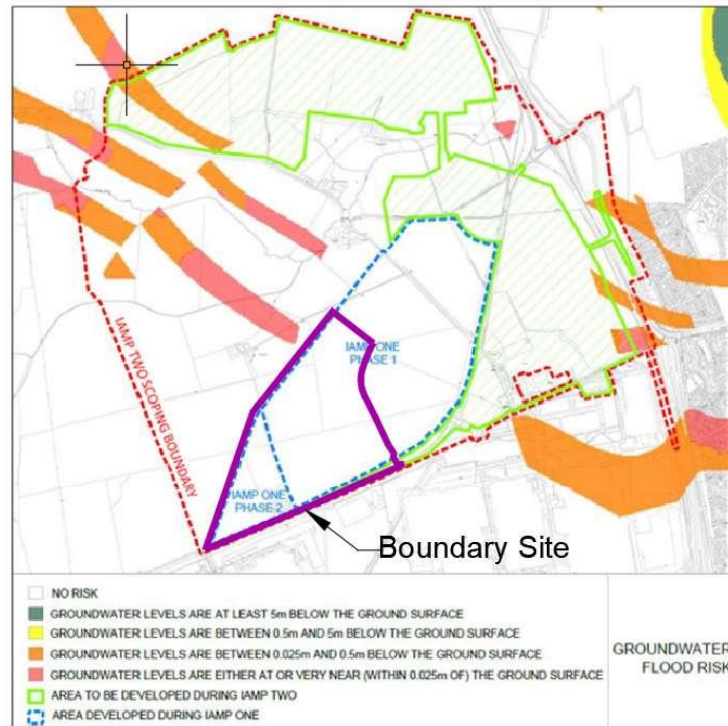 IAMP TWO SCOPING BOUNDARY
IAMP ONE
PHASE 1
IAMP ONE
PHASE 2
Boundary Site
NO RISK
GROUNDWATER LEVELS ARE AT LEAST 5m BELOW THE GROUND SURFACE
GROUNDWATER LEVELS ARE BETWEEN 0.5m AND 5m BELOW THE GROUND SURFACE
GROUNDWATER LEVELS ARE BETWEEN 0.025m AND 0.5m BELOW THE GROUND SURFACE
GROUNDWATER LEVELS ARE EITHER AT OR VERY NEAR (WITHIN 0.025m OF) THE GROUND SURFACE
AREA TO BE DEVELOPED DURING IAMP TWO
AREA DEVELOPED DURING IAMP ONE
GROUNDWATER
FLOOD RISK